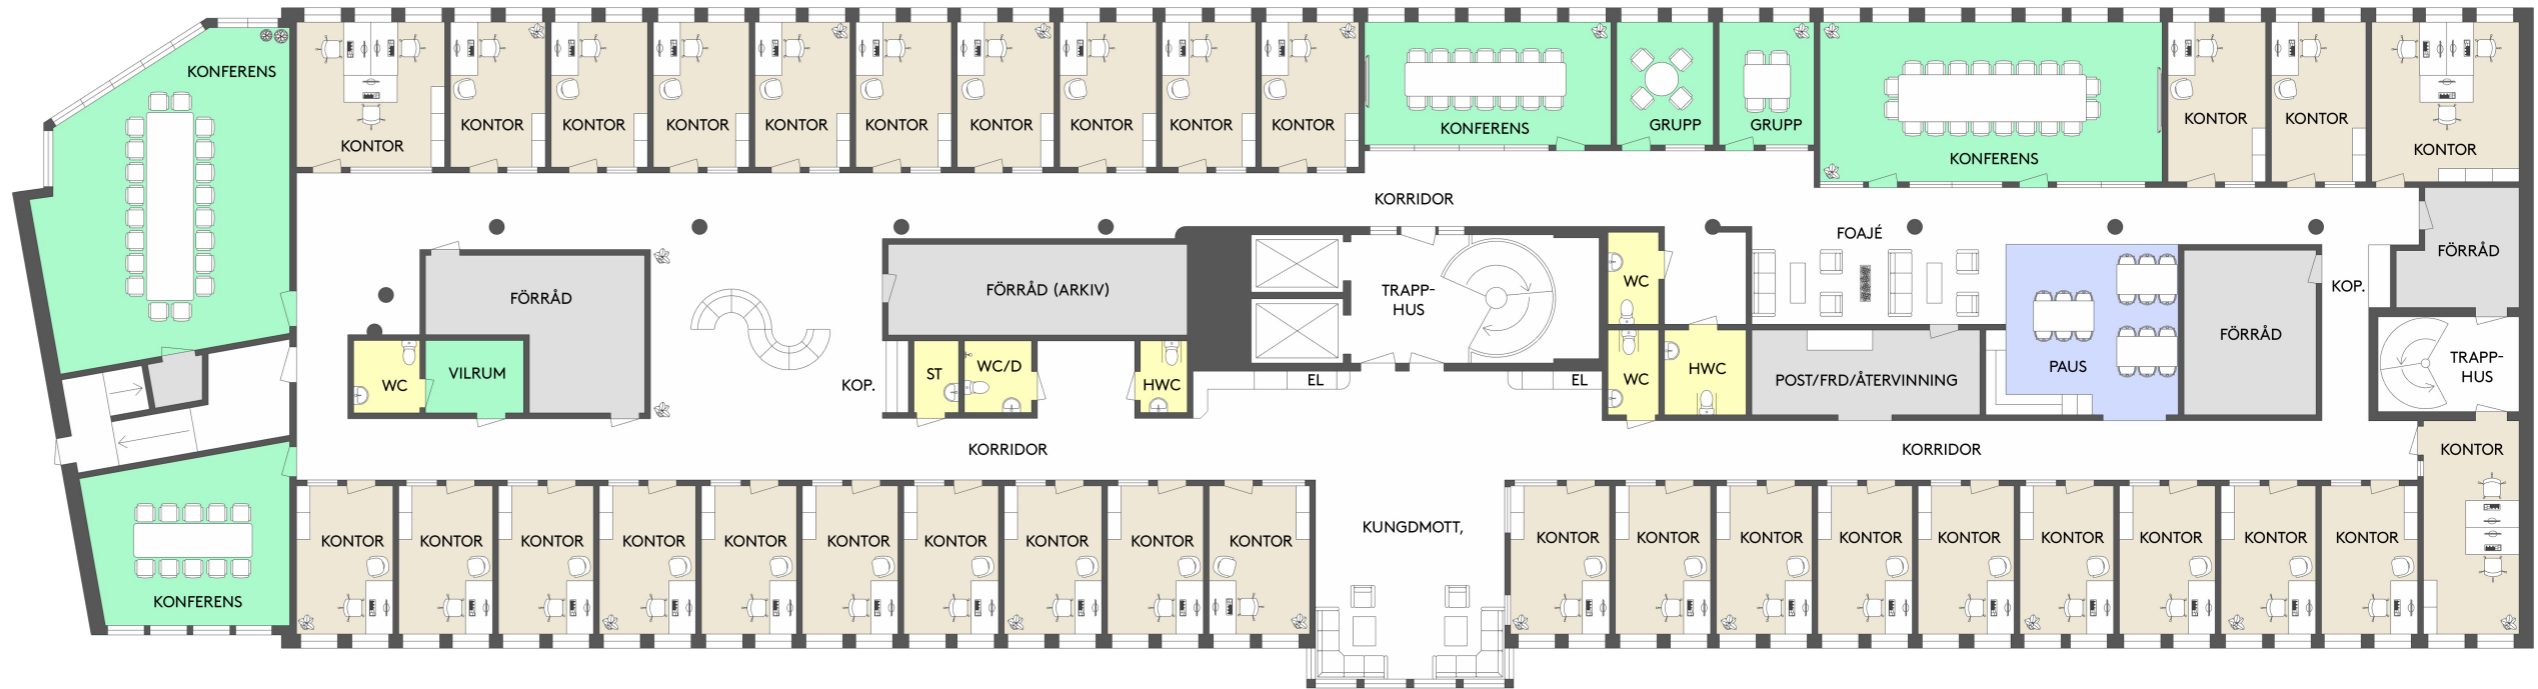 KONFERENS
KONTOR
KONTOR
KONTOR
KONTOR
KONTOR
KONTOR
KONTOR
KONTOR
KONTOR
KONTOR
KONFERENS
GRUPP
GRUPP
KONFERENS
KONTOR
KONTOR
KONTOR
KORRIDOR
FOAJÉ
FÖRRÅD
FÖRRÅD
FÖRRÅD (ARKIV)
TRAPP-
HUS
WC
KOP.
FÖRRÅD
WC
VILRUM
KOP.
ST
WC/D
HWC
EL
EL
WC
HWC
POST/FRD/ÅTERVINNING
PAUS
TRAPP-
HUS
KORRIDOR
KORRIDOR
KONTOR
KONFERENS
KONTOR
KONTOR
KONTOR
KONTOR
KONTOR
KONTOR
KONTOR
KONTOR
KONTOR
KONTOR
KUNGDMOTT,
KONTOR
KONTOR
KONTOR
KONTOR
KONTOR
KONTOR
KONTOR
KONTOR
KONTOR